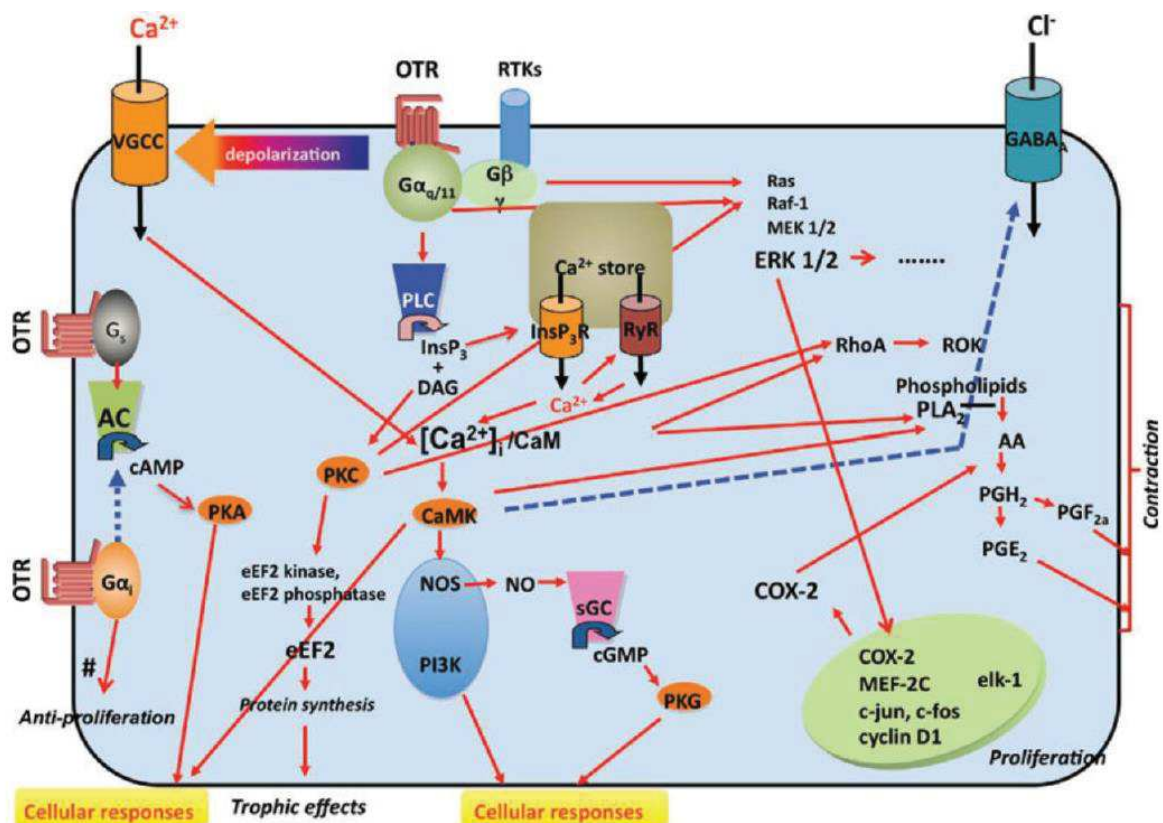 Ca²⁺
Cl⁻
OTR
RTKs
VGCC
depolarization
GABA_A
Gα_q/11
Gβ
γ
Ras
Raf-1
MEK 1/2
ERK 1/2
.......
Ca²⁺ store
PLC
InsP₃R
RyR
OTR
G_s
InsP₃
+
DAG
RhoA
ROK
Phospholipids
PLA₂
Ca²⁺
AC
[Ca²⁺]ᵢ/CaM
AA
cAMP
PKC
PKA
CaMK
PGH₂
PGF₂ₐ
PGE₂
Contraction
OTR
Gαᵢ
eEF2 kinase,
eEF2 phosphatase
NOS
NO
sGC
COX-2
eEF2
cGMP
PI3K
#
Protein synthesis
PKG
COX-2
MEF-2C
elk-1
c-jun, c-fos
cyclin D1
Anti-proliferation
Proliferation
Cellular responses
Trophic effects
Cellular responses